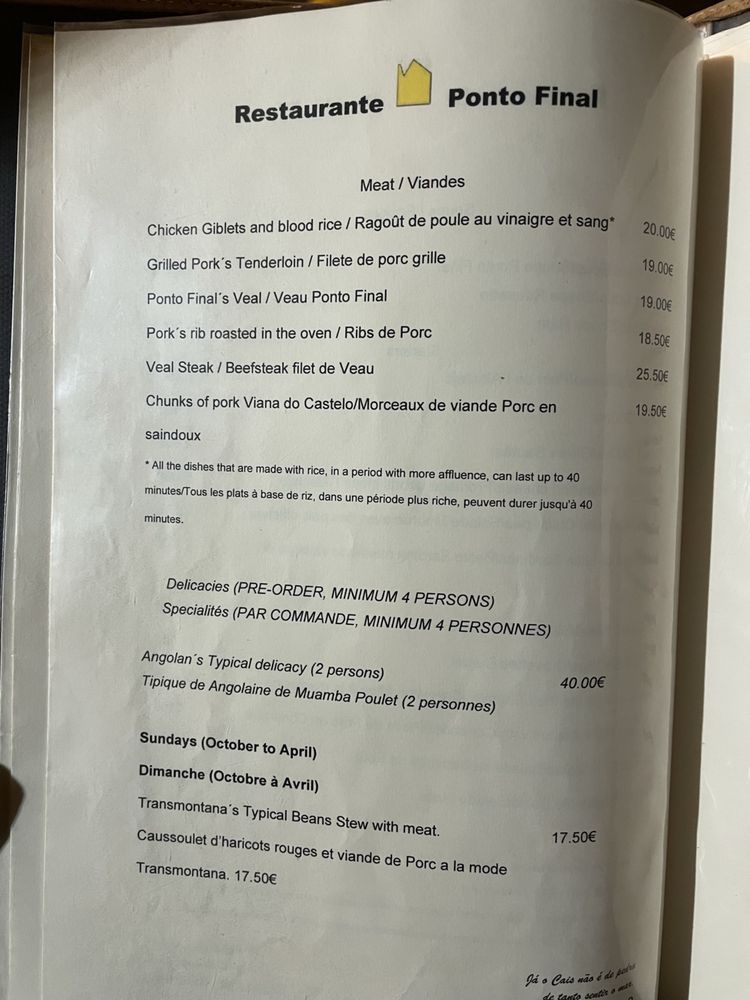 Restaurante Ponto Final
Meat / Viandes
Chicken Giblets and blood rice / Ragoût de poule au vinaigre et sang* 20.00€
Grilled Pork´s Tenderloin / Filete de porc grille 19.00€
Ponto Final´s Veal / Veau Ponto Final 19.00€
Pork´s rib roasted in the oven / Ribs de Porc 18.50€
Veal Steak / Beefsteak filet de Veau 25.50€
Chunks of pork Viana do Castelo/Morceaux de viande Porc en 19.50€
saindoux
* All the dishes that are made with rice, in a period with more affluence, can last up to 40
minutes/Tous les plats à base de riz, dans une période plus riche, peuvent durer jusqu'à 40
minutes.
Delicacies (PRE-ORDER, MINIMUM 4 PERSONS)
Specialités (PAR COMMANDE, MINIMUM 4 PERSONNES)
Angolan´s Typical delicacy (2 persons) 40.00€
Tipique de Angolaine de Muamba Poulet (2 personnes)
Sundays (October to April)
Dimanche (Octobre à Avril)
Transmontana´s Typical Beans Stew with meat. 17.50€
Caussoulet d'haricots rouges et viande de Porc a la mode
Transmontana. 17.50€
Já o Cais não é de pedra
de tanto sentir o mar